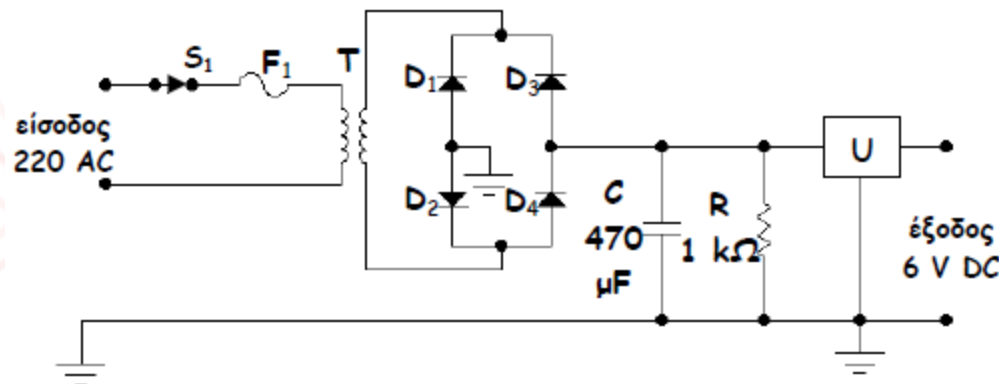 S₁
F₁
T
είσοδος
220 AC
D₁
D₃
D₂
D₄
C
470
μF
R
1 kΩ
U
έξοδος
6 V DC